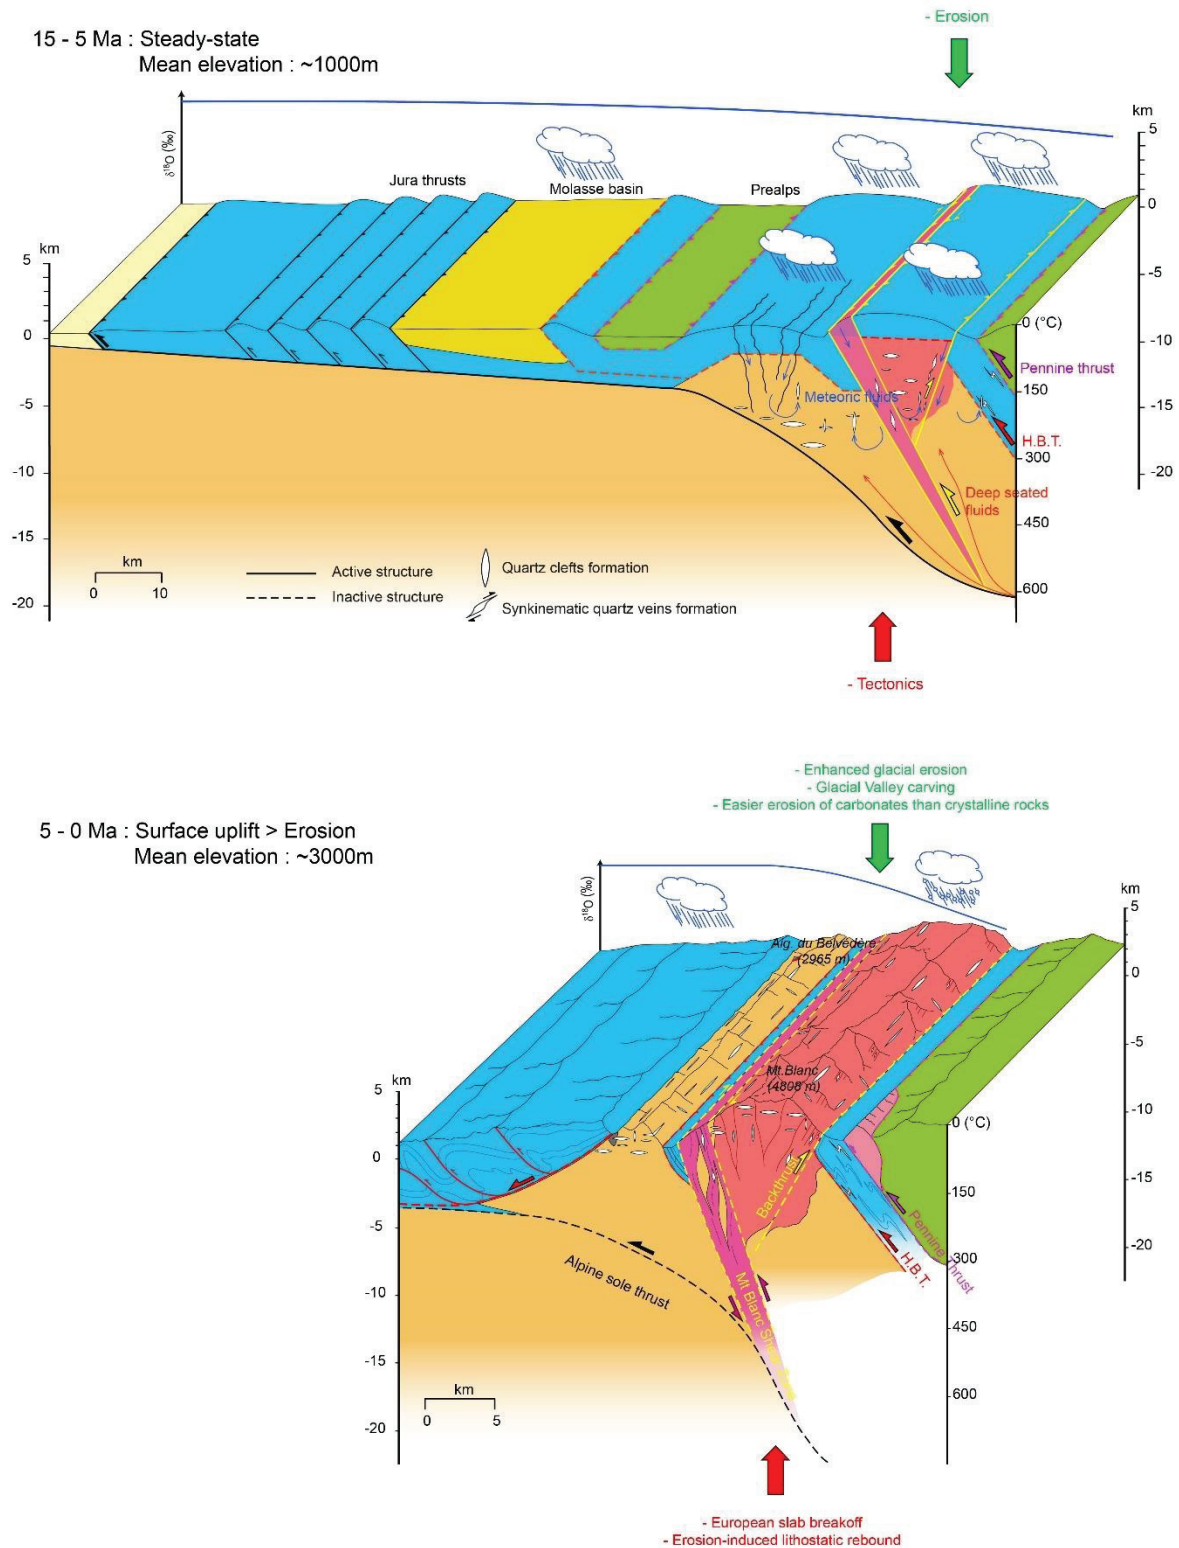 - Erosion
15 - 5 Ma : Steady-state
Mean elevation : ~1000m
km
5
0
-5
-10
-15
-20
δ18O (‰)
Jura thrusts
Molasse basin
Prealps
km
5
0
-5
-10
-15
-20
0 (°C)
150
300
450
600
Pennine thrust
Meteoric fluids
H.B.T.
Deep seated
fluids
km
0 10
Active structure
Inactive structure
Quartz clefts formation
Synkinematic quartz veins formation
- Tectonics
- Enhanced glacial erosion
- Glacial Valley carving
- Easier erosion of carbonates than crystalline rocks
5 - 0 Ma : Surface uplift > Erosion
Mean elevation : ~3000m
δ18O (‰)
km
5
0
-5
-10
-15
-20
Aig. du Belvédère
(2965 m)
Mt.Blanc
(4808 m)
km
5
0
-5
-10
-15
-20
0 (°C)
150
300
450
600
Backthrust
Pennine Thrust
H.B.T.
Alpine sole thrust
Mt Blanc
km
0 5
- European slab breakoff
- Erosion-induced lithostatic rebound